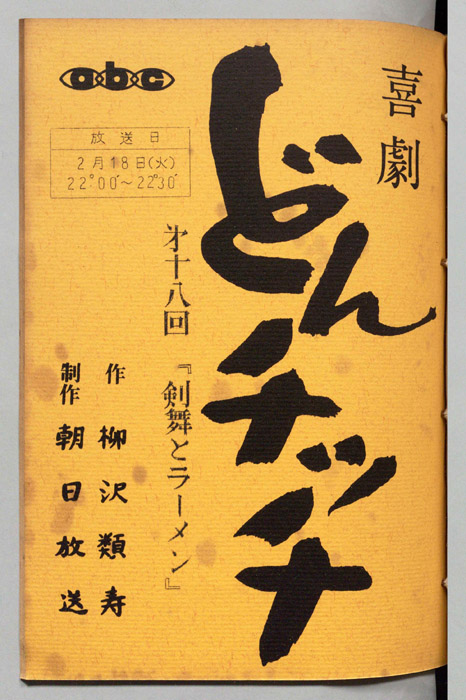 喜劇
どんチッチ
㐧十八回 『剣舞とラーメン』
abc
放送日
2月18日(火)
22°00′~22°30′
作 柳沢類寿
制作 朝日放送